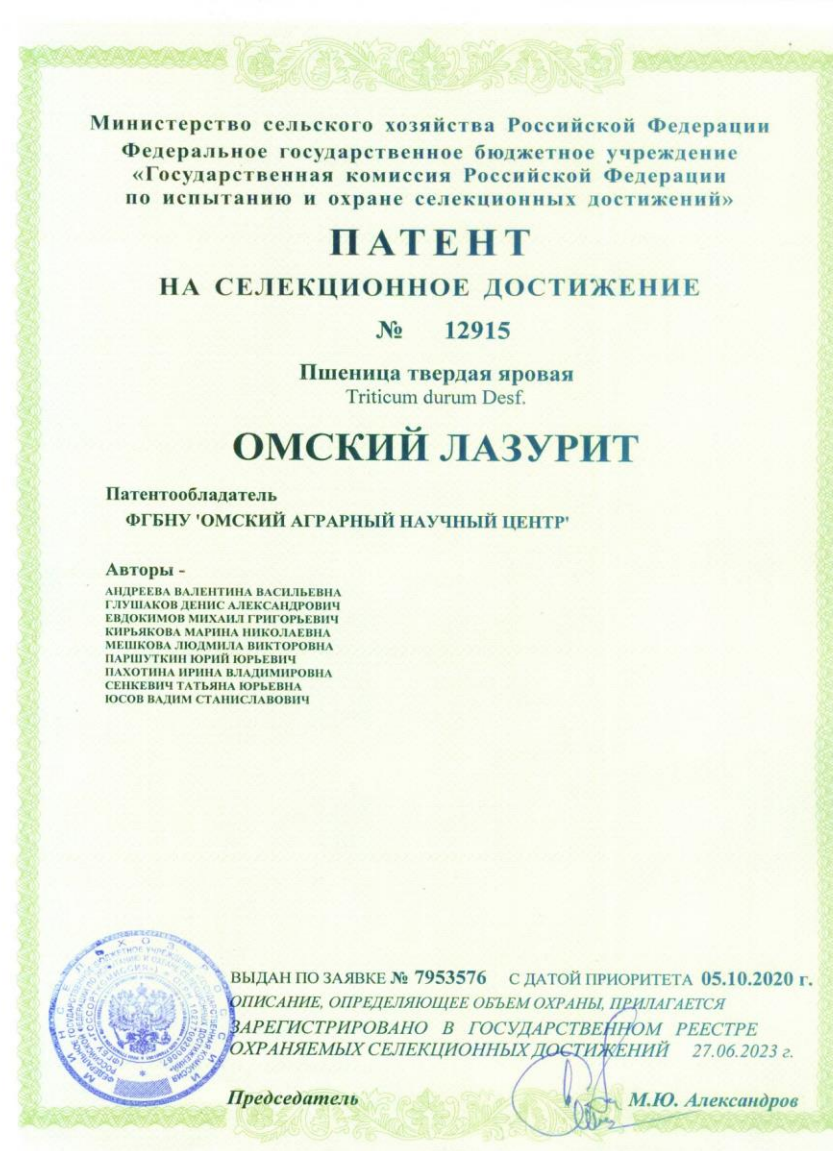 Министерство сельского хозяйства Российской Федерации
Федеральное государственное бюджетное учреждение
«Государственная комиссия Российской Федерации
по испытанию и охране селекционных достижений»
ПАТЕНТ
НА СЕЛЕКЦИОННОЕ ДОСТИЖЕНИЕ
№ 12915
Пшеница твердая яровая
Triticum durum Desf.
ОМСКИЙ ЛАЗУРИТ
Патентообладатель
ФГБНУ 'ОМСКИЙ АГРАРНЫЙ НАУЧНЫЙ ЦЕНТР'
Авторы -
АНДРЕЕВА ВАЛЕНТИНА ВАСИЛЬЕВНА
ГЛУШАКОВ ДЕНИС АЛЕКСАНДРОВИЧ
ЕВДОКИМОВ МИХАИЛ ГРИГОРЬЕВИЧ
КИРЬЯКОВА МАРИНА НИКОЛАЕВНА
МЕШКОВА ЛЮДМИЛА ВИКТОРОВНА
ПАРШУТКИН ЮРИЙ ЮРЬЕВИЧ
ПАХОТИНА ИРИНА ВЛАДИМИРОВНА
СЕНКЕВИЧ ТАТЬЯНА ЮРЬЕВНА
ЮСОВ ВАДИМ СТАНИСЛАВОВИЧ
ВЫДАН ПО ЗАЯВКЕ № 7953576 С ДАТОЙ ПРИОРИТЕТА 05.10.2020 г.
ОПИСАНИЕ, ОПРЕДЕЛЯЮЩЕЕ ОБЪЕМ ОХРАНЫ, ПРИЛАГАЕТСЯ
ЗАРЕГИСТРИРОВАНО В ГОСУДАРСТВЕННОМ РЕЕСТРЕ
ОХРАНЯЕМЫХ СЕЛЕКЦИОННЫХ ДОСТИЖЕНИЙ 27.06.2023 г.
Председатель М.Ю. Александров
МИНСЕЛЬХОЗ РОССИИ